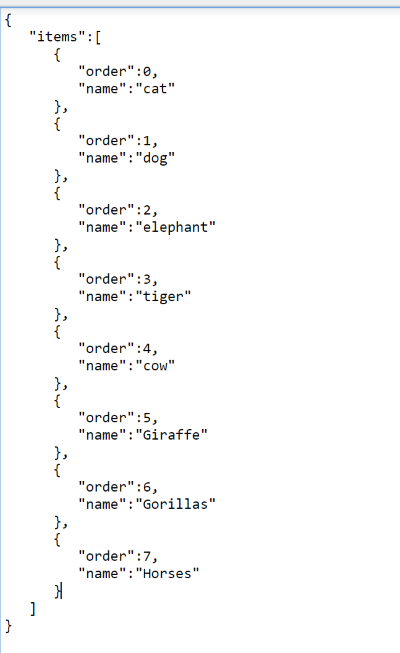 {
"items":[
{
"order":0,
"name":"cat"
},
{
"order":1,
"name":"dog"
},
{
"order":2,
"name":"elephant"
},
{
"order":3,
"name":"tiger"
},
{
"order":4,
"name":"cow"
},
{
"order":5,
"name":"Giraffe"
},
{
"order":6,
"name":"Gorillas"
},
{
"order":7,
"name":"Horses"
}
]
}